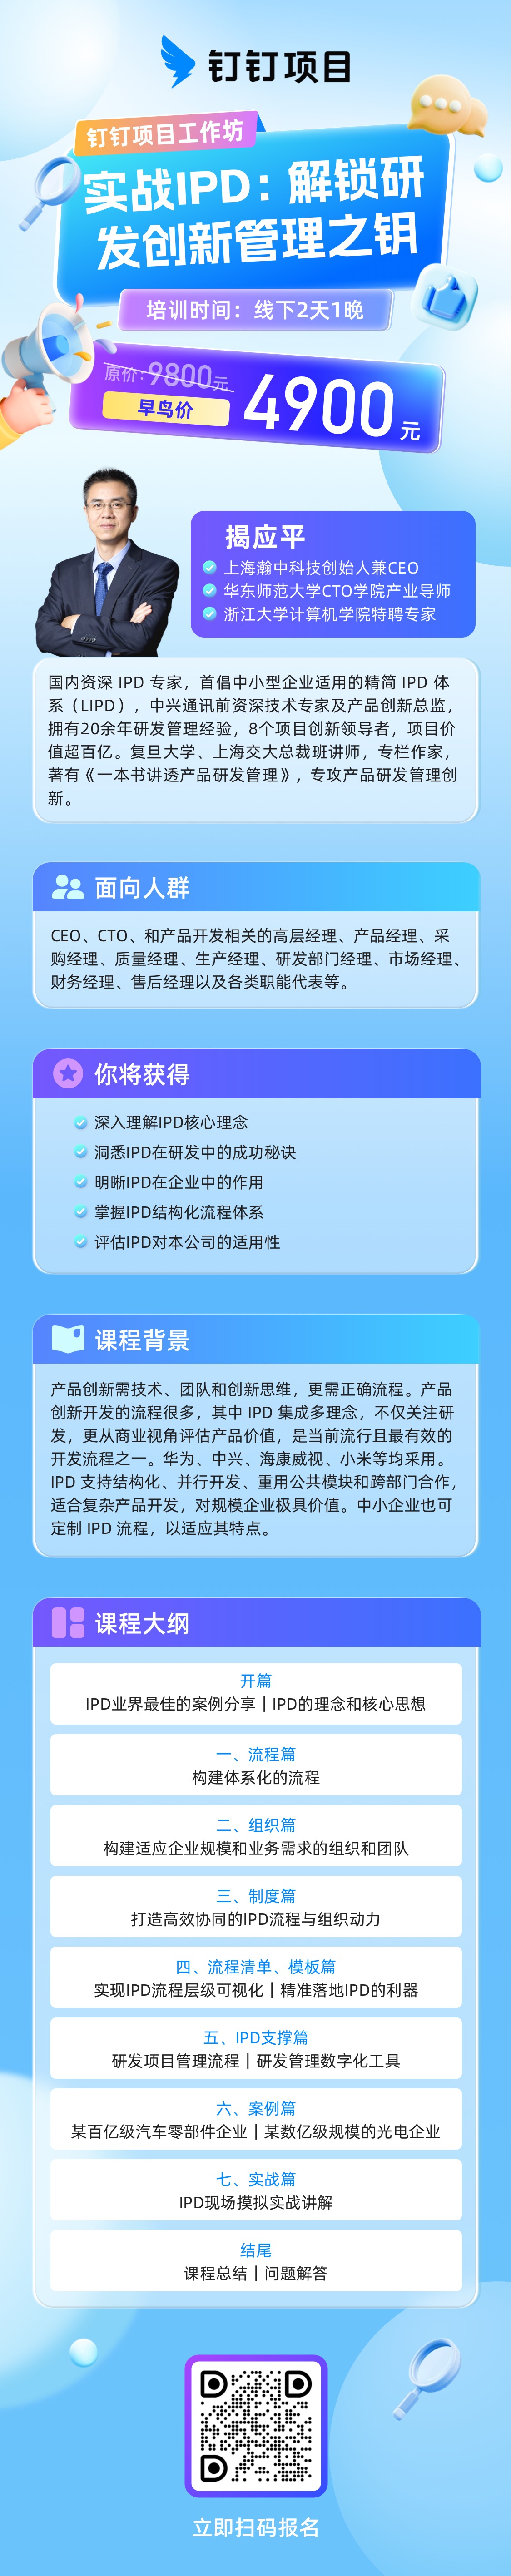 钉钉项目
钉钉项目工作坊
实战IPD：解锁研
发创新管理之钥
培训时间：线下2天1晚
原价:9800元
早鸟价
4900元
揭应平
上海瀚中科技创始人兼CEO
华东师范大学CTO学院产业导师
浙江大学计算机学院特聘专家
国内资深 IPD 专家，首倡中小型企业适用的精简 IPD 体
系（LIPD），中兴通讯前资深技术专家及产品创新总监，
拥有20余年研发管理经验，8个项目创新领导者，项目价
值超百亿。复旦大学、上海交大总裁班讲师，专栏作家，
著有《一本书讲透产品研发管理》，专攻产品研发管理创
新。
面向人群
CEO、CTO、和产品开发相关的高层经理、产品经理、采
购经理、质量经理、生产经理、研发部门经理、市场经理、
财务经理、售后经理以及各类职能代表等。
你将获得
深入理解IPD核心理念
洞悉IPD在研发中的成功秘诀
明晰IPD在企业中的作用
掌握IPD结构化流程体系
评估IPD对本公司的适用性
课程背景
产品创新需技术、团队和创新思维，更需正确流程。产品
创新开发的流程很多，其中 IPD 集成多理念，不仅关注研
发，更从商业视角评估产品价值，是当前流行且最有效的
开发流程之一。华为、中兴、海康威视、小米等均采用。
IPD 支持结构化、并行开发、重用公共模块和跨部门合作，
适合复杂产品开发，对规模企业极具价值。中小企业也可
定制 IPD 流程，以适应其特点。
课程大纲
开篇
IPD业界最佳的案例分享｜IPD的理念和核心思想
一、流程篇
构建体系化的流程
二、组织篇
构建适应企业规模和业务需求的组织和团队
三、制度篇
打造高效协同的IPD流程与组织动力
四、流程清单、模板篇
实现IPD流程层级可视化｜精准落地IPD的利器
五、IPD支撑篇
研发项目管理流程｜研发管理数字化工具
六、案例篇
某百亿级汽车零部件企业｜某数亿级规模的光电企业
七、实战篇
IPD现场摸拟实战讲解
结尾
课程总结｜问题解答
立即扫码报名